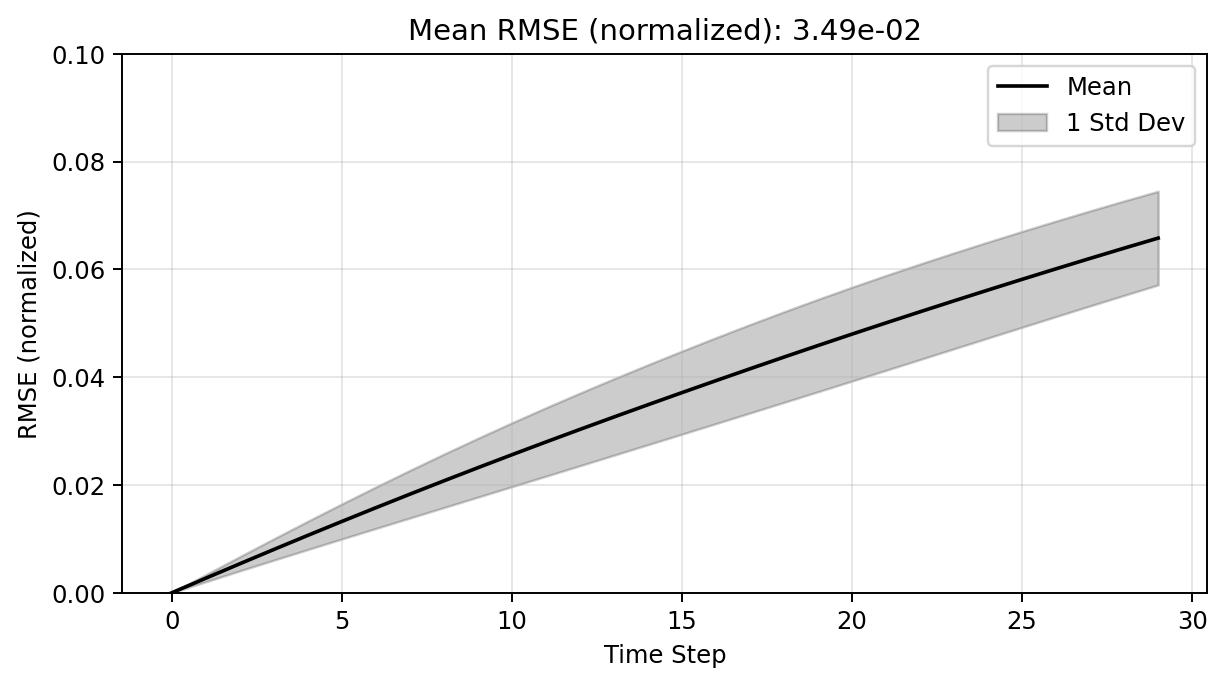 Mean RMSE (normalized): 3.49e-02
0.10
0.08
0.06
0.04
0.02
0.00
RMSE (normalized)
Mean
1 Std Dev
0 5 10 15 20 25 30
Time Step